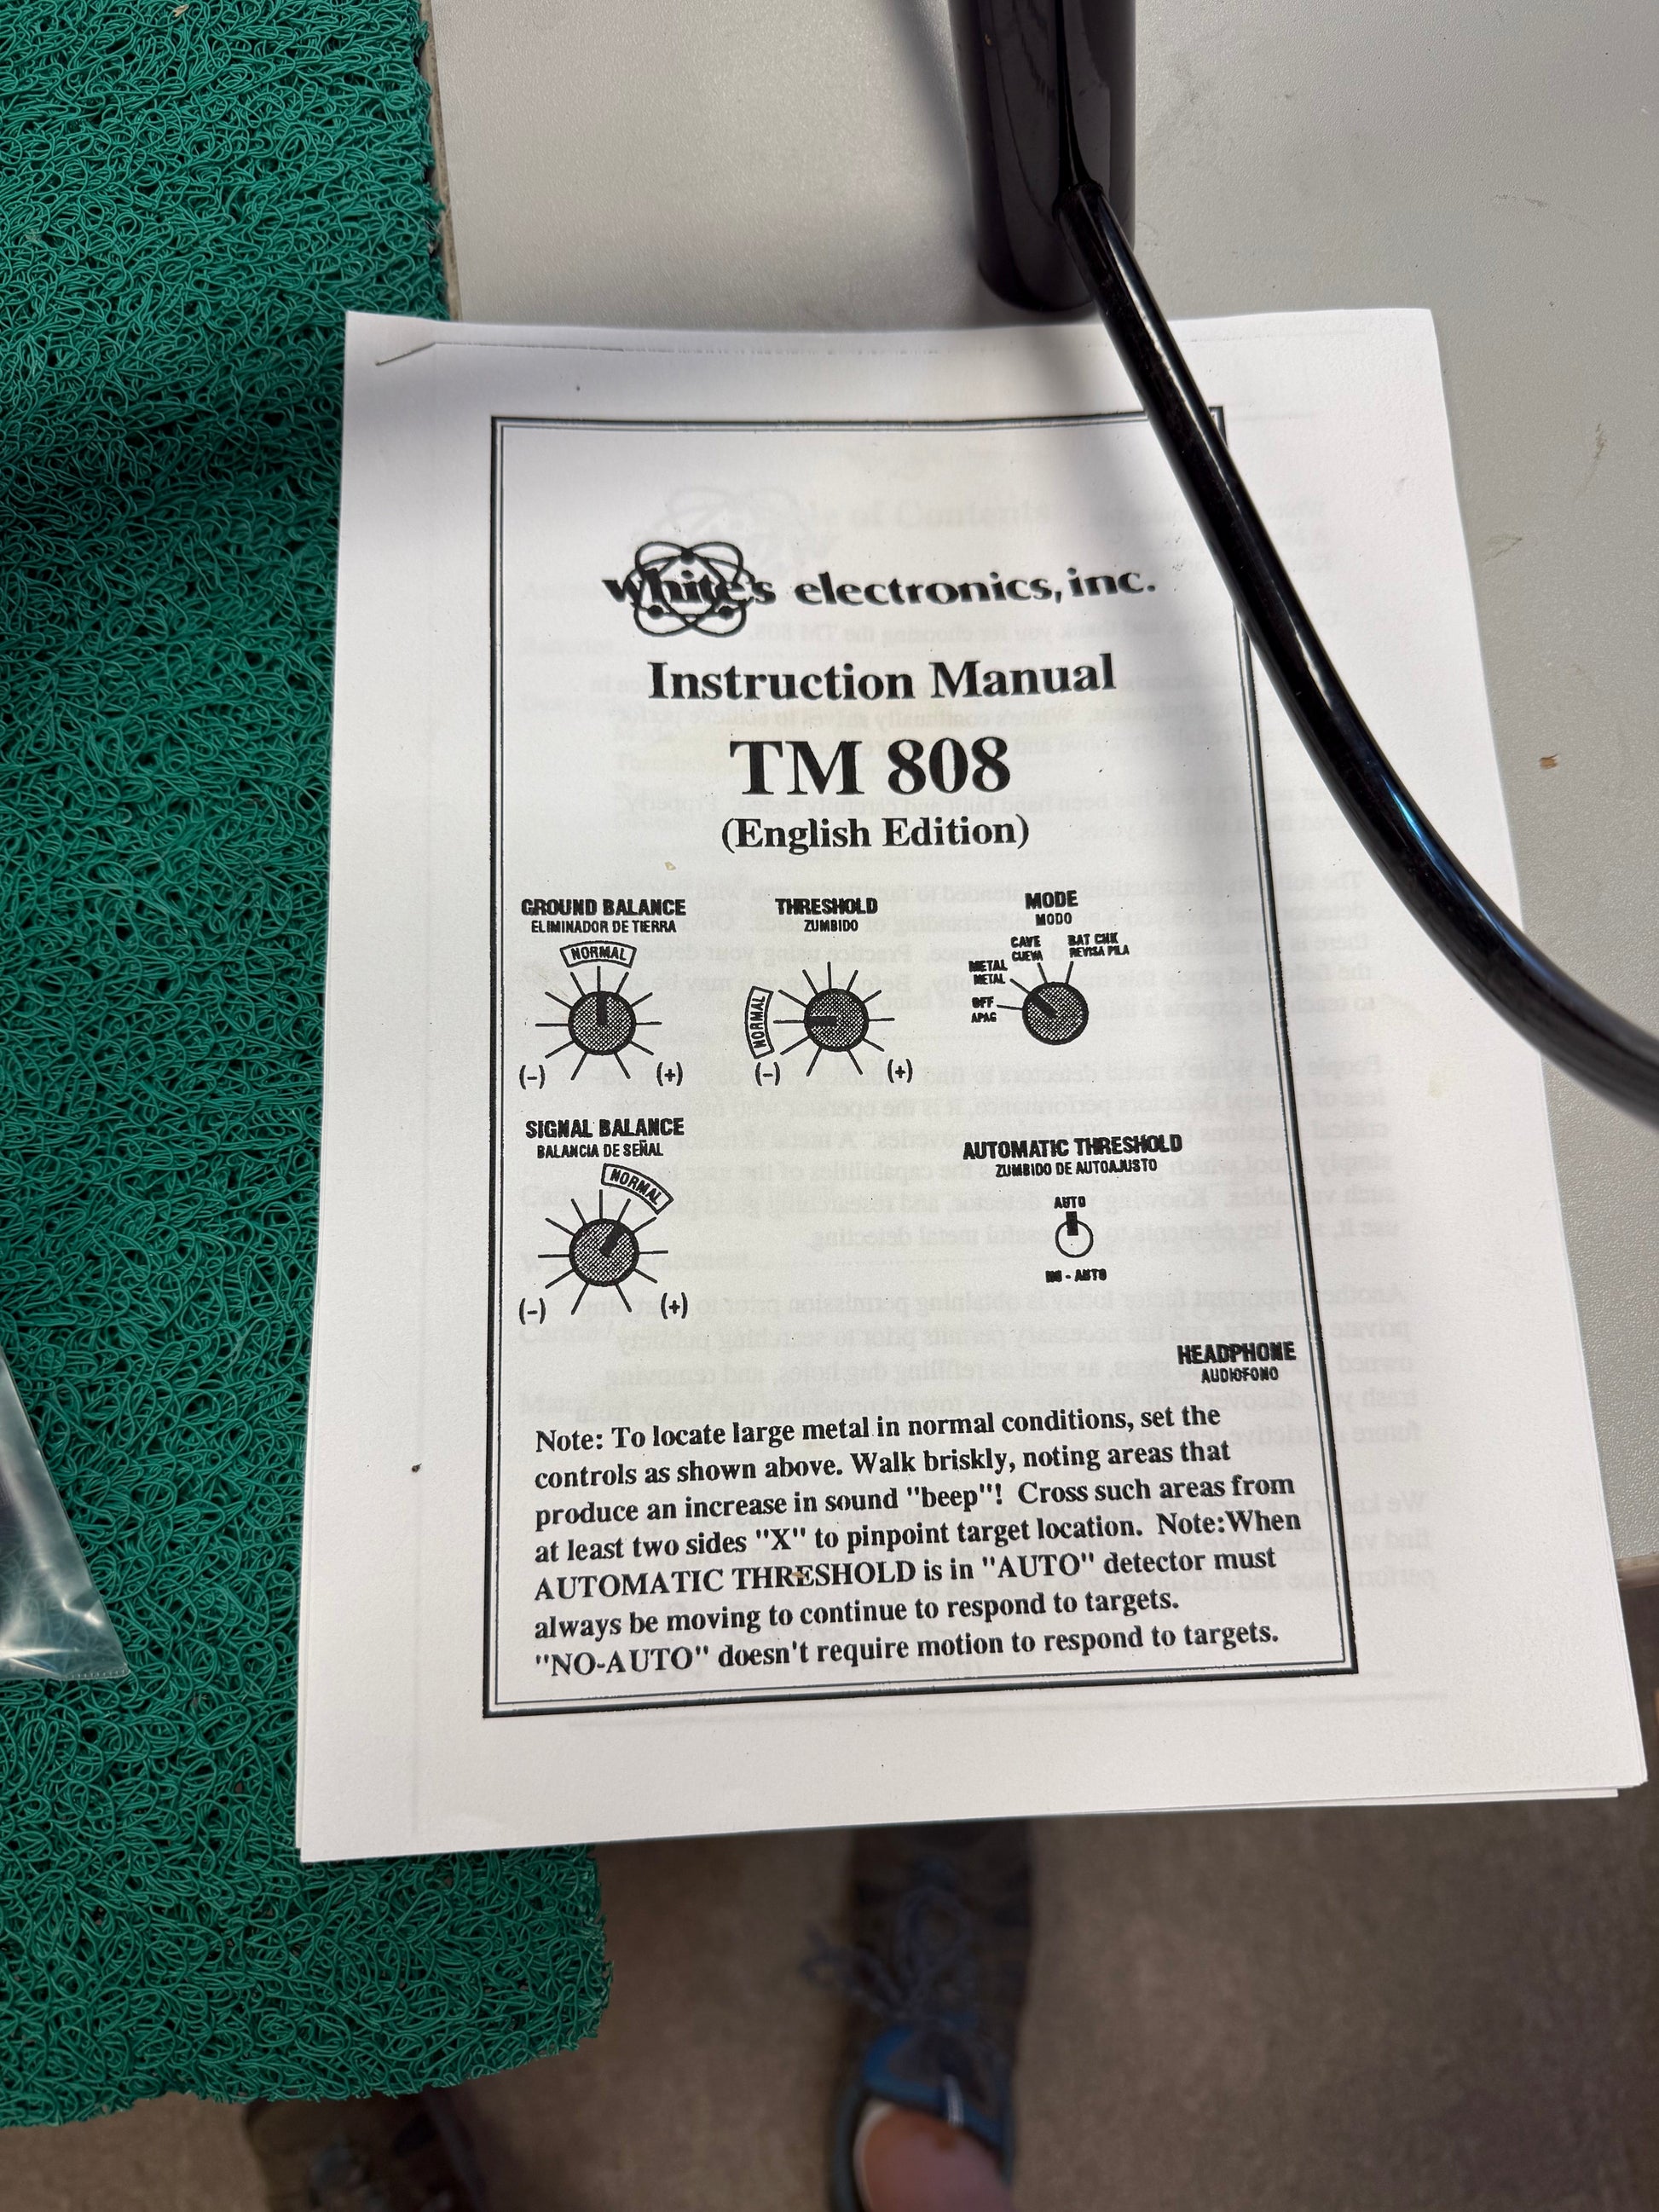 White's electronics, inc.
Instruction Manual
TM 808
(English Edition)
GROUND BALANCE
ELIMINADOR DE TIERRA
NORMAL
(-) (+)
THRESHOLD
ZUMBIDO
NORMAL
(-) (+)
MODE
MODO
CAVE
CUEVA
BAT CHK
REVISA PILA
METAL
METAL
OFF
APAG
SIGNAL BALANCE
BALANCIA DE SEÑAL
NORMAL
(-) (+)
AUTOMATIC THRESHOLD
ZUMBIDO DE AUTOAJUSTO
AUTO
NO - AUTO
HEADPHONE
AUDIOFONO
Note: To locate large metal in normal conditions, set the
controls as shown above. Walk briskly, noting areas that
produce an increase in sound "beep"! Cross such areas from
at least two sides "X" to pinpoint target location. Note:When
AUTOMATIC THRESHOLD is in "AUTO" detector must
always be moving to continue to respond to targets.
"NO-AUTO" doesn't require motion to respond to targets.